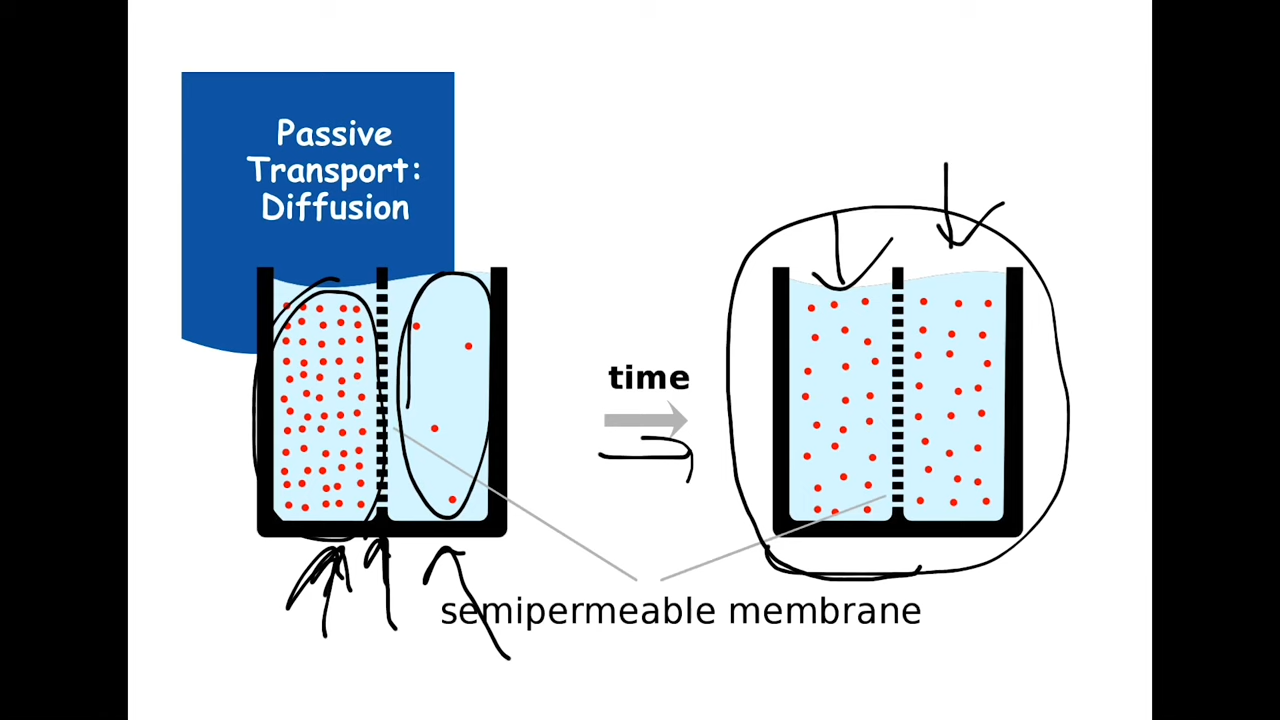 Passive
Transport:
Diffusion
time
semipermeable membrane